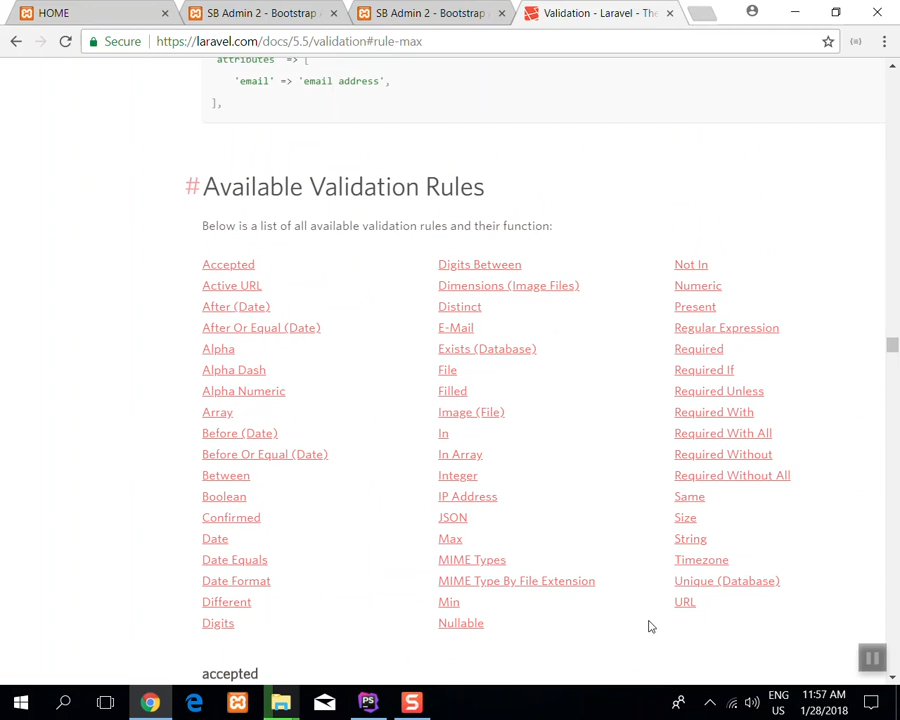 HOME
SB Admin 2 - Bootstrap
SB Admin 2 - Bootstrap
Validation - Laravel - The
Secure
https://laravel.com/docs/5.5/validation#rule-max
'attributes' => [
'email' => 'email address',
],
#Available Validation Rules
Below is a list of all available validation rules and their function:
Accepted
Active URL
After (Date)
After Or Equal (Date)
Alpha
Alpha Dash
Alpha Numeric
Array
Before (Date)
Before Or Equal (Date)
Between
Boolean
Confirmed
Date
Date Equals
Date Format
Different
Digits
Digits Between
Dimensions (Image Files)
Distinct
E-Mail
Exists (Database)
File
Filled
Image (File)
In
In Array
Integer
IP Address
JSON
Max
MIME Types
MIME Type By File Extension
Min
Nullable
Not In
Numeric
Present
Regular Expression
Required
Required If
Required Unless
Required With
Required With All
Required Without
Required Without All
Same
Size
String
Timezone
Unique (Database)
URL
accepted
ENG
US
11:57 AM
1/28/2018